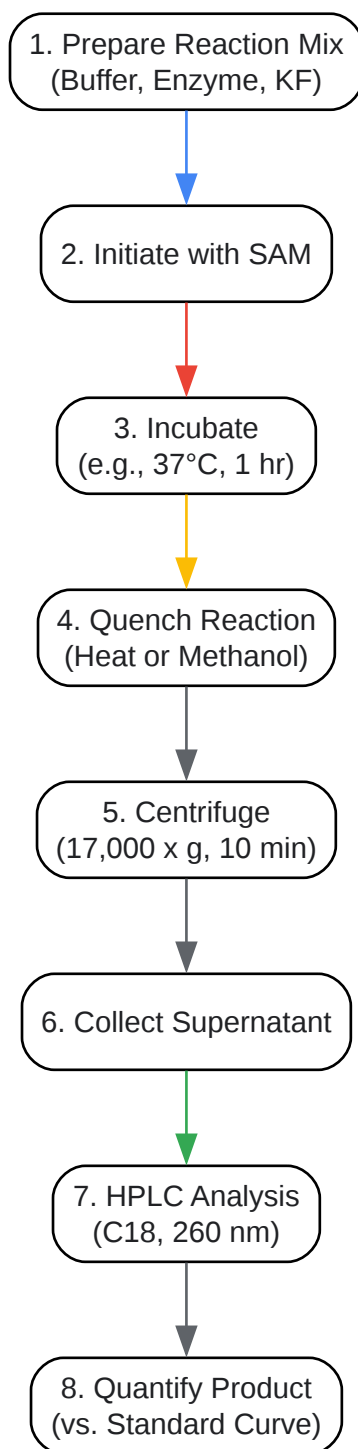 1. Prepare Reaction Mix
(Buffer, Enzyme, KF)
2. Initiate with SAM
3. Incubate
(e.g., 37°C, 1 hr)
4. Quench Reaction
(Heat or Methanol)
5. Centrifuge
(17,000 x g, 10 min)
6. Collect Supernatant
7. HPLC Analysis
(C18, 260 nm)
8. Quantify Product
(vs. Standard Curve)